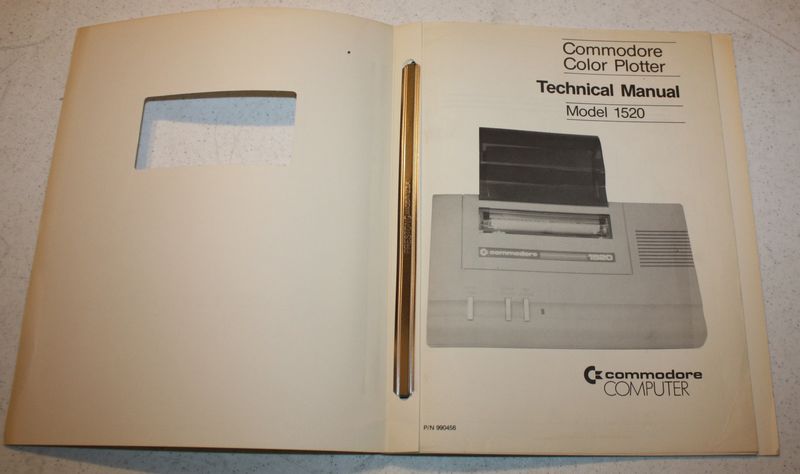 Commodore
Color Plotter
Technical Manual
Model 1520
commodore
1520
commodore
COMPUTER
P/N 990456